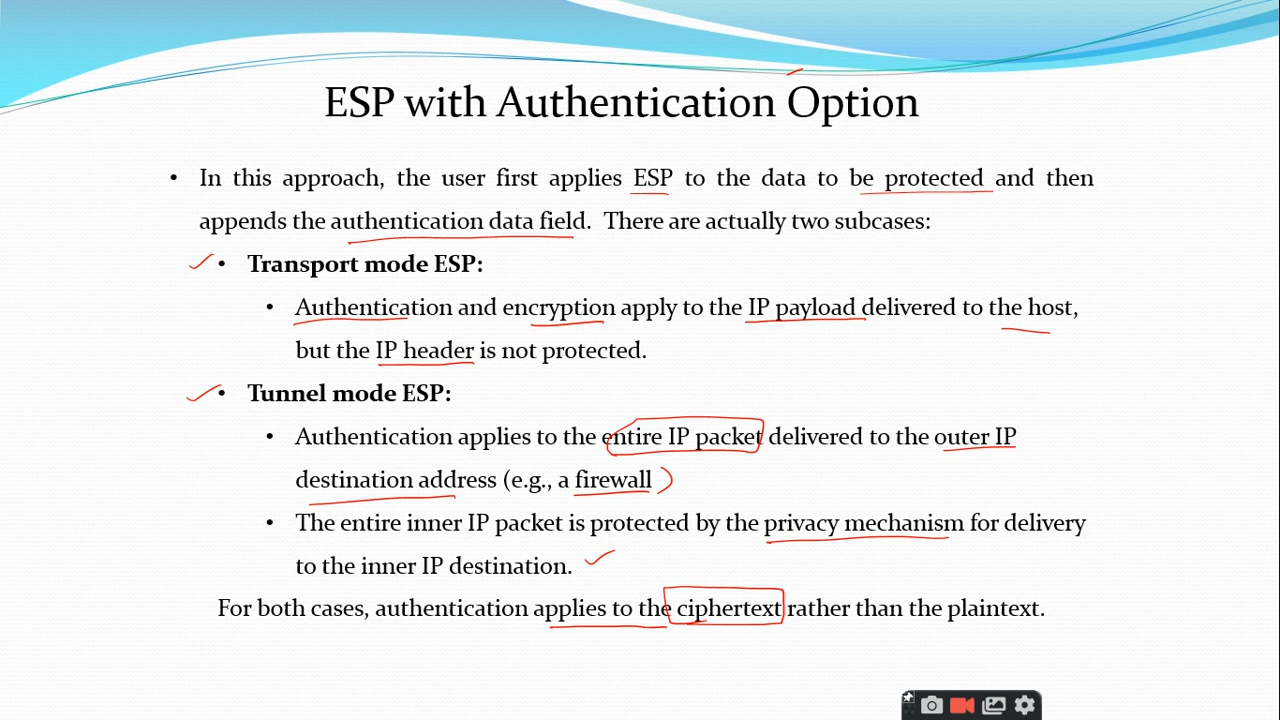 ESP with Authentication Option
• In this approach, the user first applies ESP to the data to be protected and then
appends the authentication data field. There are actually two subcases:
• Transport mode ESP:
• Authentication and encryption apply to the IP payload delivered to the host,
but the IP header is not protected.
• Tunnel mode ESP:
• Authentication applies to the entire IP packet delivered to the outer IP
destination address (e.g., a firewall )
• The entire inner IP packet is protected by the privacy mechanism for delivery
to the inner IP destination.
For both cases, authentication applies to the ciphertext rather than the plaintext.